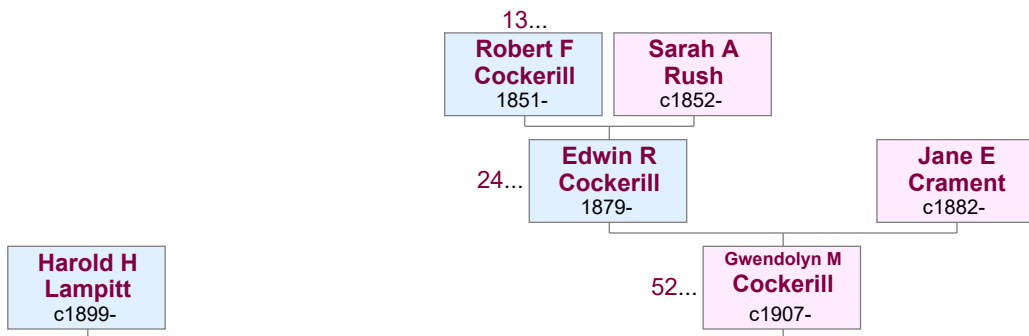 13...
Robert F
Cockerill
1851-
Sarah A
Rush
c1852-
24...
Edwin R
Cockerill
1879-
Jane E
Crament
c1882-
Harold H
Lampitt
c1899-
52...
Gwendolyn M
Cockerill
c1907-